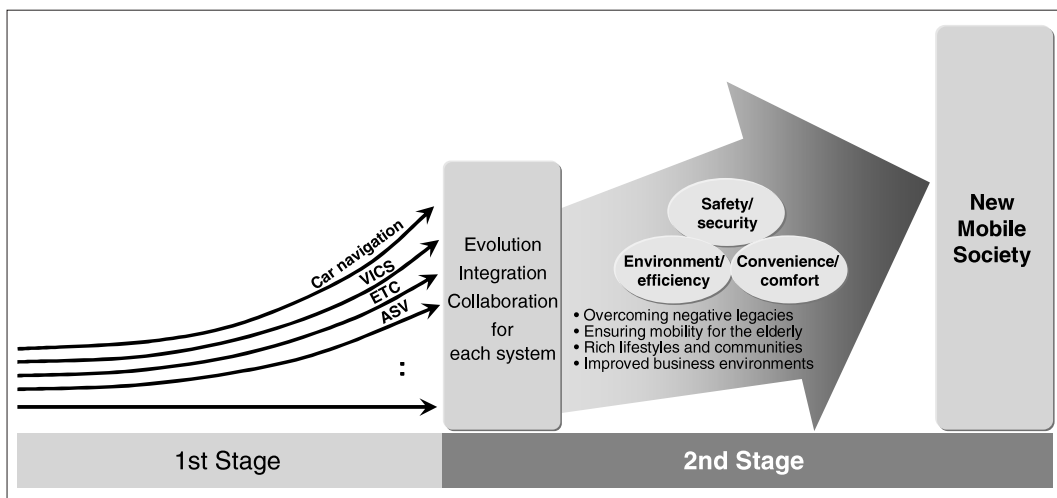 Car navigation
VICS
ETC
ASV
:
Evolution
Integration
Collaboration
for
each system
Safety/
security
Environment/
efficiency
Convenience/
comfort
• Overcoming negative legacies
• Ensuring mobility for the elderly
• Rich lifestyles and communities
• Improved business environments
New
Mobile
Society
1st Stage
2nd Stage